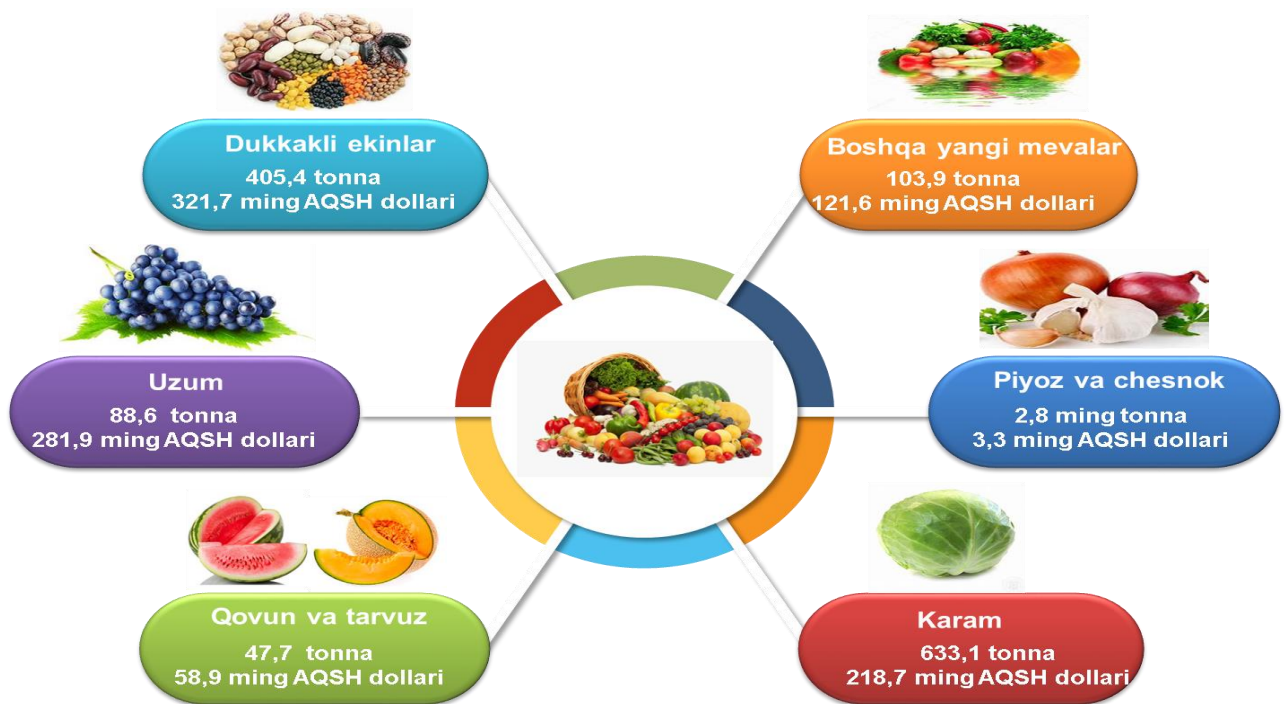 Dukkakli ekinlar
405,4 tonna
321,7 ming AQSH dollari
Boshqa yangi mevalar
103,9 tonna
121,6 ming AQSH dollari
Uzum
88,6 tonna
281,9 ming AQSH dollari
Piyoz va chesnok
2,8 ming tonna
3,3 ming AQSH dollari
Qovun va tarvuz
47,7 tonna
58,9 ming AQSH dollari
Karam
633,1 tonna
218,7 ming AQSH dollari